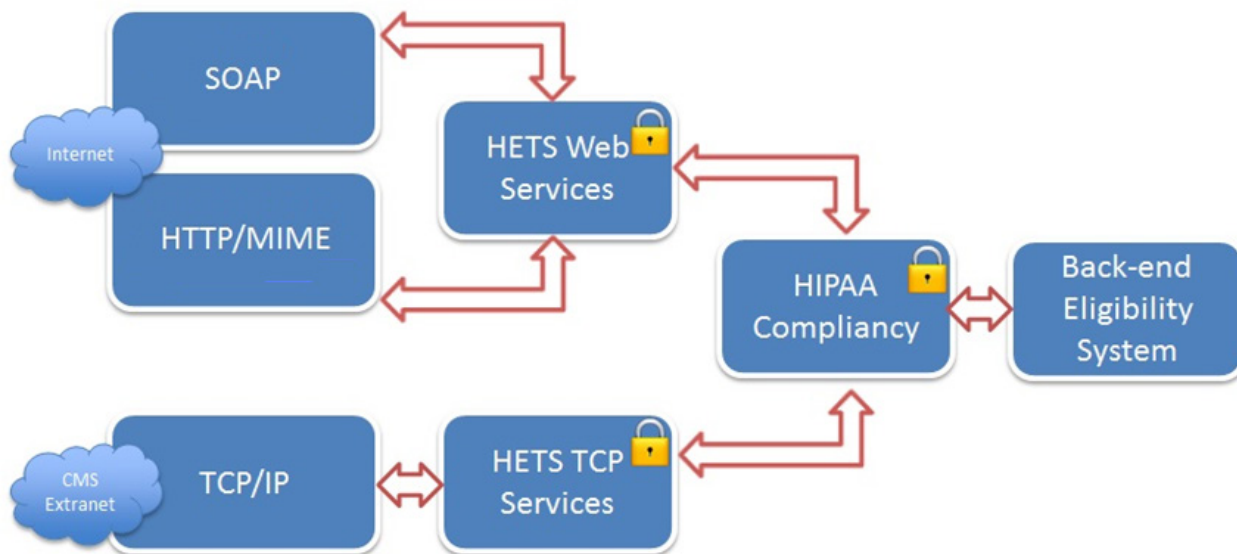 SOAP
Internet
HTTP/MIME
HETS Web
Services
HIPAA
Compliancy
Back-end
Eligibility
System
CMS
Extranet
TCP/IP
HETS TCP
Services